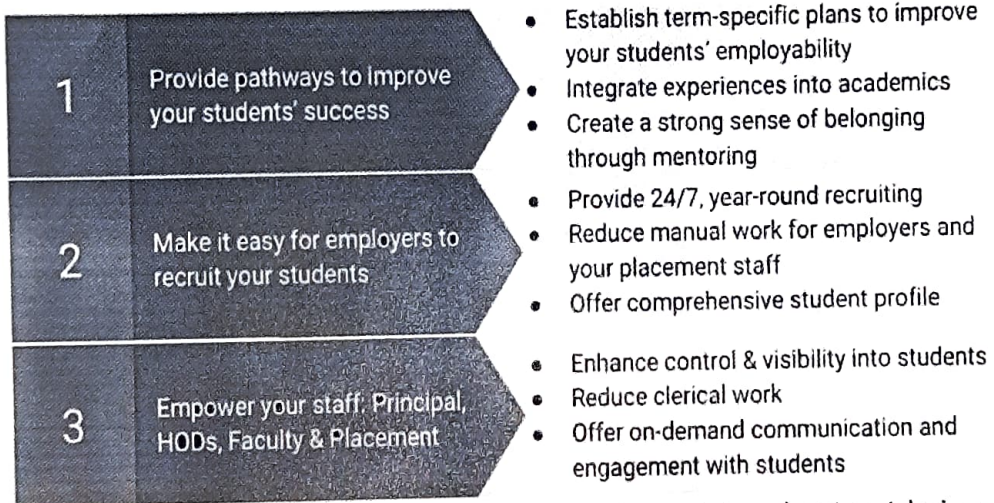 1
Provide pathways to improve
your students' success
• Establish term-specific plans to improve
your students' employability
• Integrate experiences into academics
• Create a strong sense of belonging
through mentoring
2
Make it easy for employers to
recruit your students
• Provide 24/7, year-round recruiting
• Reduce manual work for employers and
your placement staff
• Offer comprehensive student profile
3
Empower your staff: Principal,
HODs, Faculty & Placement
• Enhance control & visibility into students
• Reduce clerical work
• Offer on-demand communication and
engagement with students